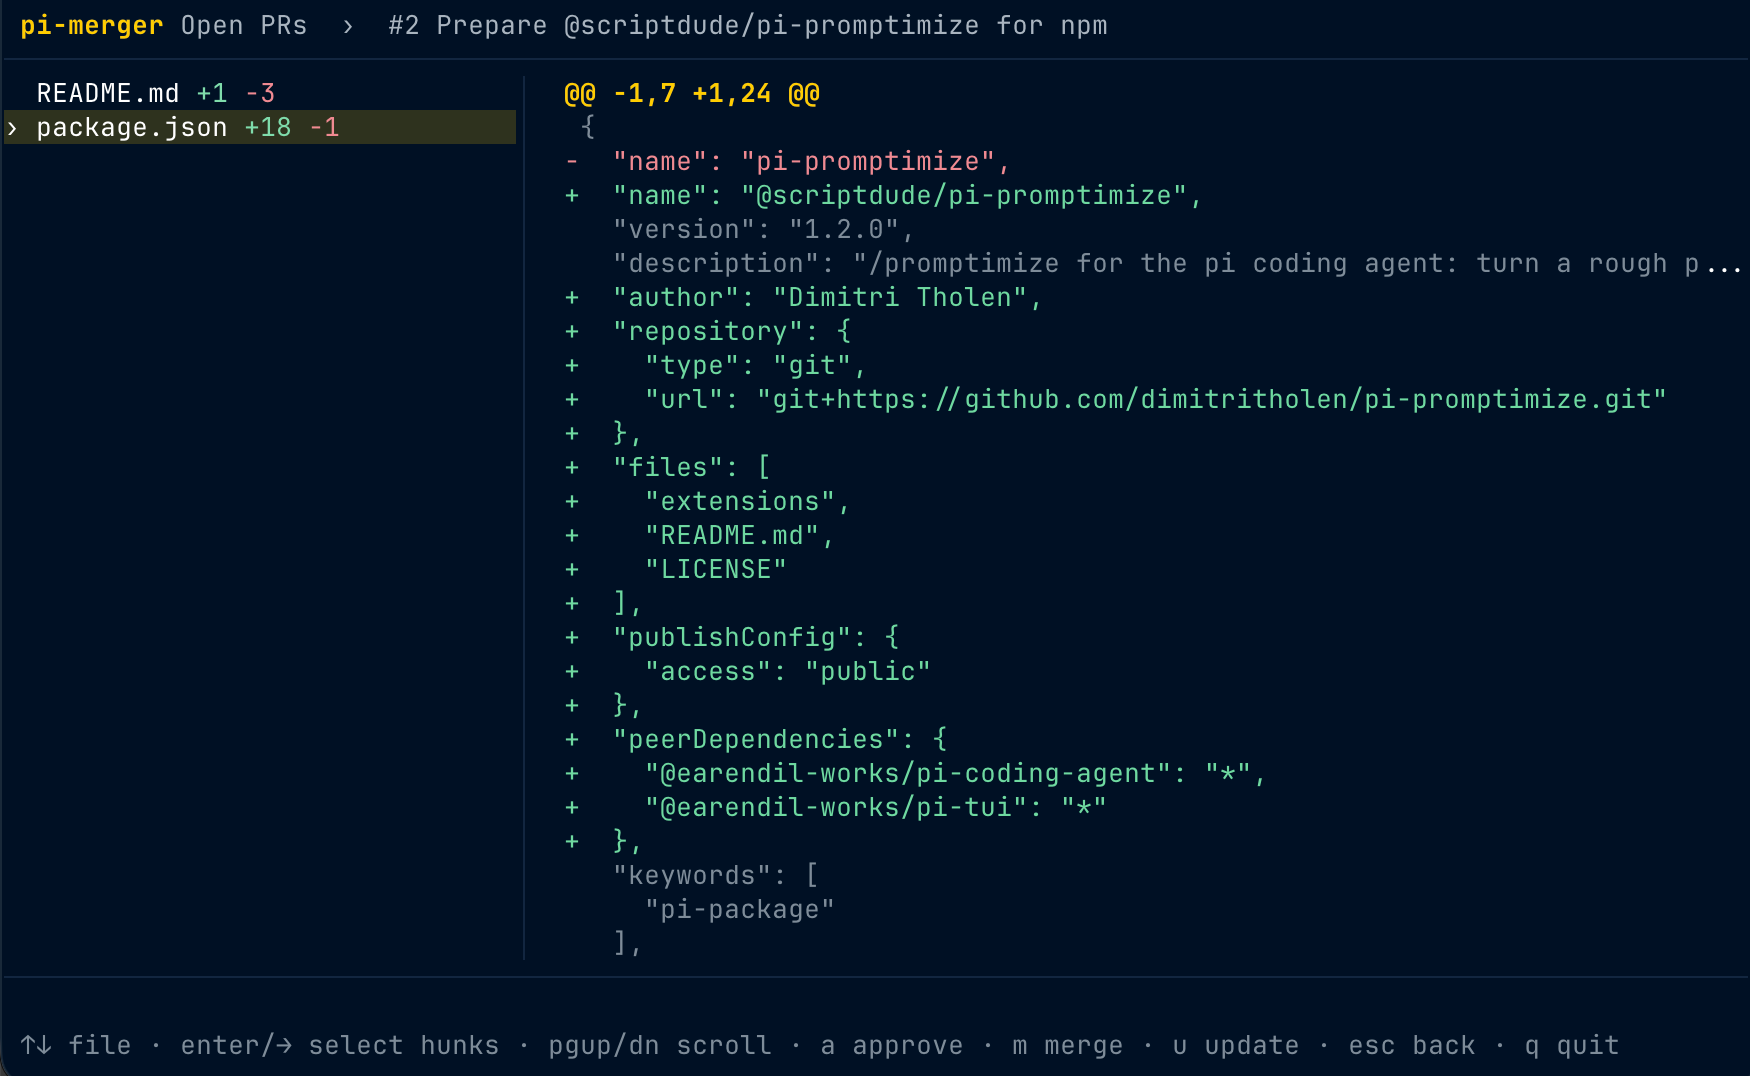 pi-merger Open PRs › #2 Prepare @scriptdude/pi-promptimize for npm
README.md +1 -3
› package.json +18 -1
@@ -1,7 +1,24 @@
 {
-  "name": "pi-promptimize",
+  "name": "@scriptdude/pi-promptimize",
   "version": "1.2.0",
   "description": "/promptimize for the pi coding agent: turn a rough p...
+  "author": "Dimitri Tholen",
+  "repository": {
+    "type": "git",
+    "url": "git+https://github.com/dimitritholen/pi-promptimize.git"
+  },
+  "files": [
+    "extensions",
+    "README.md",
+    "LICENSE"
+  ],
+  "publishConfig": {
+    "access": "public"
+  },
+  "peerDependencies": {
+    "@earendil-works/pi-coding-agent": "*",
+    "@earendil-works/pi-tui": "*"
+  },
   "keywords": [
     "pi-package"
   ],
↑↓ file · enter/→ select hunks · pgup/dn scroll · a approve · m merge · u update · esc back · q quit